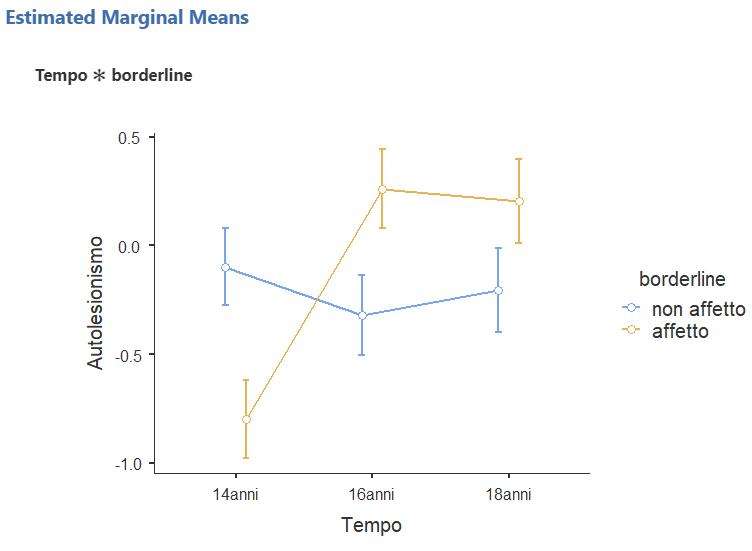 Estimated Marginal Means
Tempo ✻ borderline
0.5
0.0
-0.5
-1.0
Autolesionismo
14anni
16anni
18anni
Tempo
borderline
non affetto
affetto